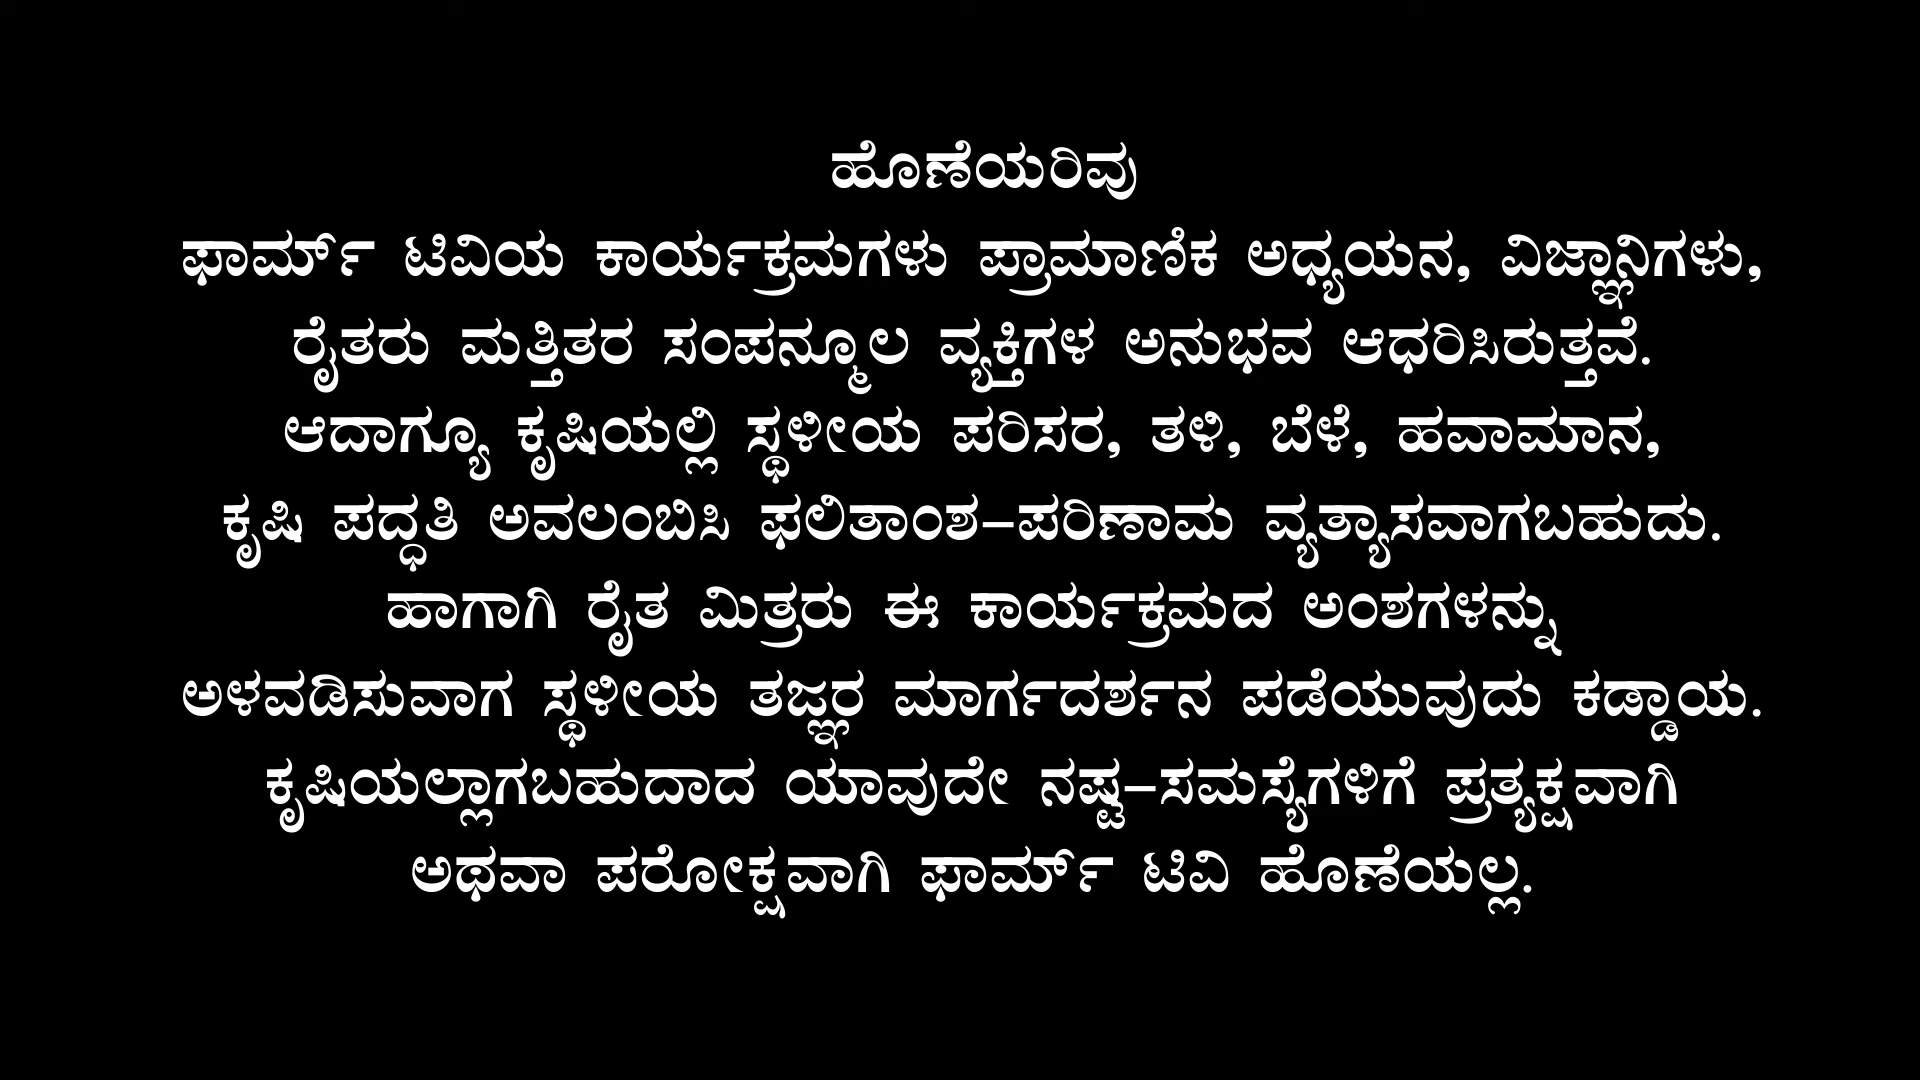 ಹೊಣೆಯರಿವು
ಫಾರ್ಮ್ ಟಿವಿಯ ಕಾರ್ಯಕ್ರಮಗಳು ಪ್ರಾಮಾಣಿಕ ಅಧ್ಯಯನ, ವಿಜ್ಞಾನಿಗಳು,
ರೈತರು ಮತ್ತಿತರ ಸಂಪನ್ಮೂಲ ವ್ಯಕ್ತಿಗಳ ಅನುಭವ ಆಧರಿಸಿರುತ್ತವೆ.
ಆದಾಗ್ಯೂ ಕೃಷಿಯಲ್ಲಿ ಸ್ಥಳೀಯ ಪರಿಸರ, ತಳಿ, ಬೆಳೆ, ಹವಾಮಾನ,
ಕೃಷಿ ಪದ್ಧತಿ ಅವಲಂಬಿಸಿ ಫಲಿತಾಂಶ-ಪರಿಣಾಮ ವ್ಯತ್ಯಾಸವಾಗಬಹುದು.
ಹಾಗಾಗಿ ರೈತ ಮಿತ್ರರು ಈ ಕಾರ್ಯಕ್ರಮದ ಅಂಶಗಳನ್ನು
ಅಳವಡಿಸುವಾಗ ಸ್ಥಳೀಯ ತಜ್ಞರ ಮಾರ್ಗದರ್ಶನ ಪಡೆಯುವುದು ಕಡ್ಡಾಯ.
ಕೃಷಿಯಲ್ಲಾಗಬಹುದಾದ ಯಾವುದೇ ನಷ್ಟ-ಸಮಸ್ಯೆಗಳಿಗೆ ಪ್ರತ್ಯಕ್ಷವಾಗಿ
ಅಥವಾ ಪರೋಕ್ಷವಾಗಿ ಫಾರ್ಮ್ ಟಿವಿ ಹೊಣೆಯಲ್ಲ.